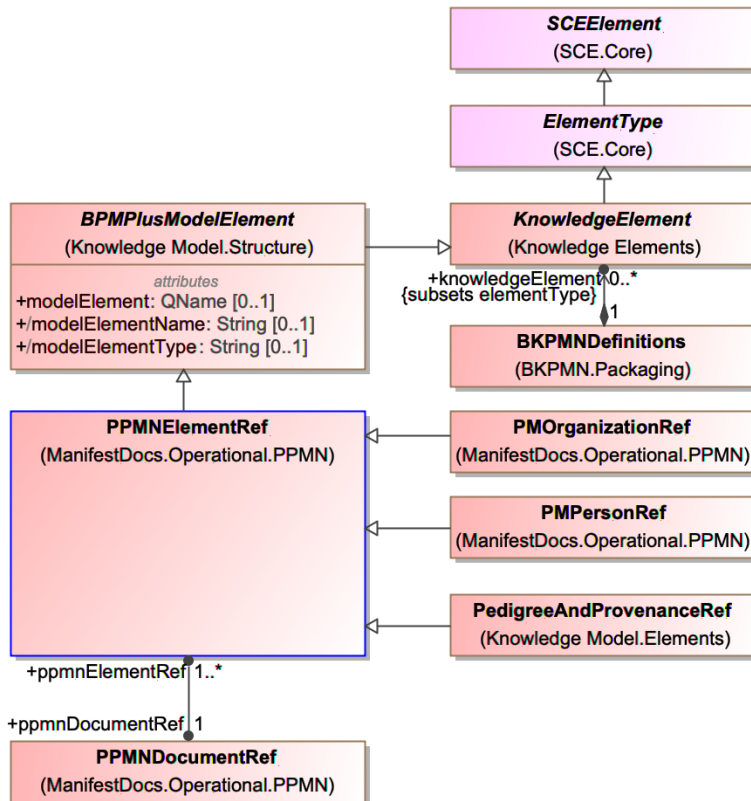 SCEElement
(SCE.Core)
ElementType
(SCE.Core)
BPMPlusModelElement
(Knowledge Model.Structure)
attributes
+modelElement: QName [0..1]
+/modelElementName: String [0..1]
+/modelElementType: String [0..1]
KnowledgeElement
(Knowledge Elements)
+knowledgeElement 0..*
{subsets elementType}
1
BKPMNDefinitions
(BKPMN.Packaging)
PPMNElementRef
(ManifestDocs.Operational.PPMN)
PMOrganizationRef
(ManifestDocs.Operational.PPMN)
PMPersonRef
(ManifestDocs.Operational.PPMN)
PedigreeAndProvenanceRef
(Knowledge Model.Elements)
+ppmnElementRef 1..*
+ppmnDocumentRef 1
PPMNDocumentRef
(ManifestDocs.Operational.PPMN)